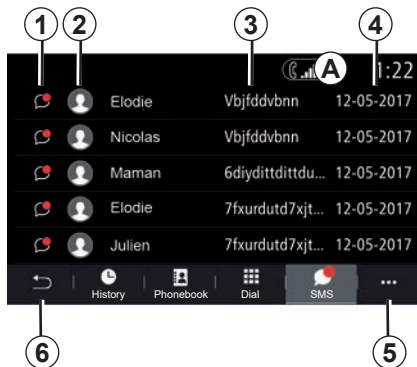 1 2 3 4
A 1:22
Elodie Vbjfddvbnn 12-05-2017
Nicolas Vbjfddvbnn 12-05-2017
Maman 6diydittdittdu... 12-05-2017
Elodie 7fxurdutd7xjt... 12-05-2017
Julien 7fxurdutd7xjt... 12-05-2017
History Phonebook Dial SMS ...
6 5